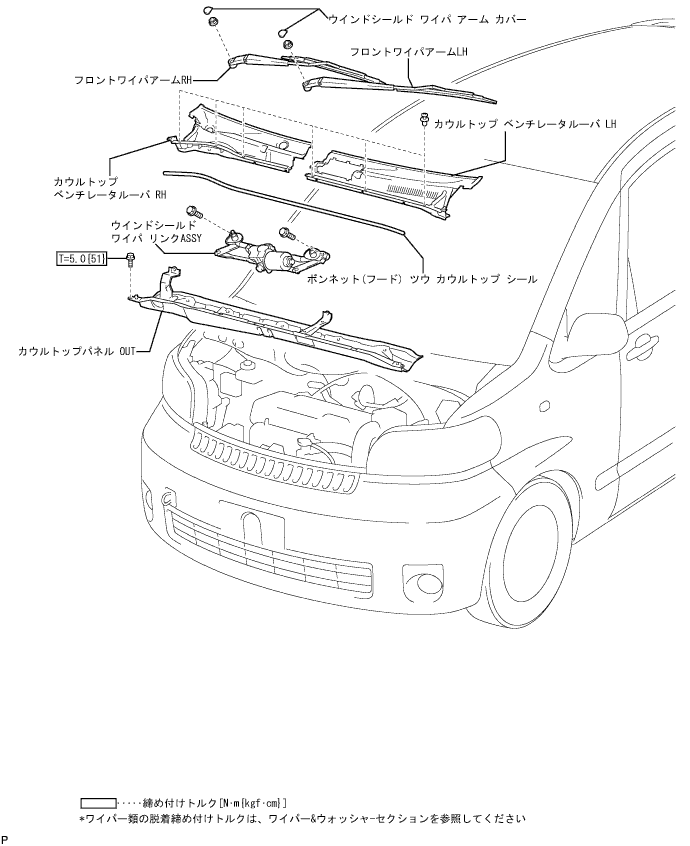 ウインドシールド ワイパ アーム カバー
フロントワイパアームLH
フロントワイパアームRH
カウルトップ ベンチレータルーバ LH
カウルトップ
ベンチレータルーバ RH
ウインドシールド
ワイパ リンクASSY
T=5.0{51}
ボンネット(フード) ツウ カウルトップ シール
カウルトップパネル OUT
·····締め付けトルク[N·m{kgf·cm}]
*ワイパー類の脱着締め付けトルクは、ワイパー&ウォッシャ-セクションを参照してください
P